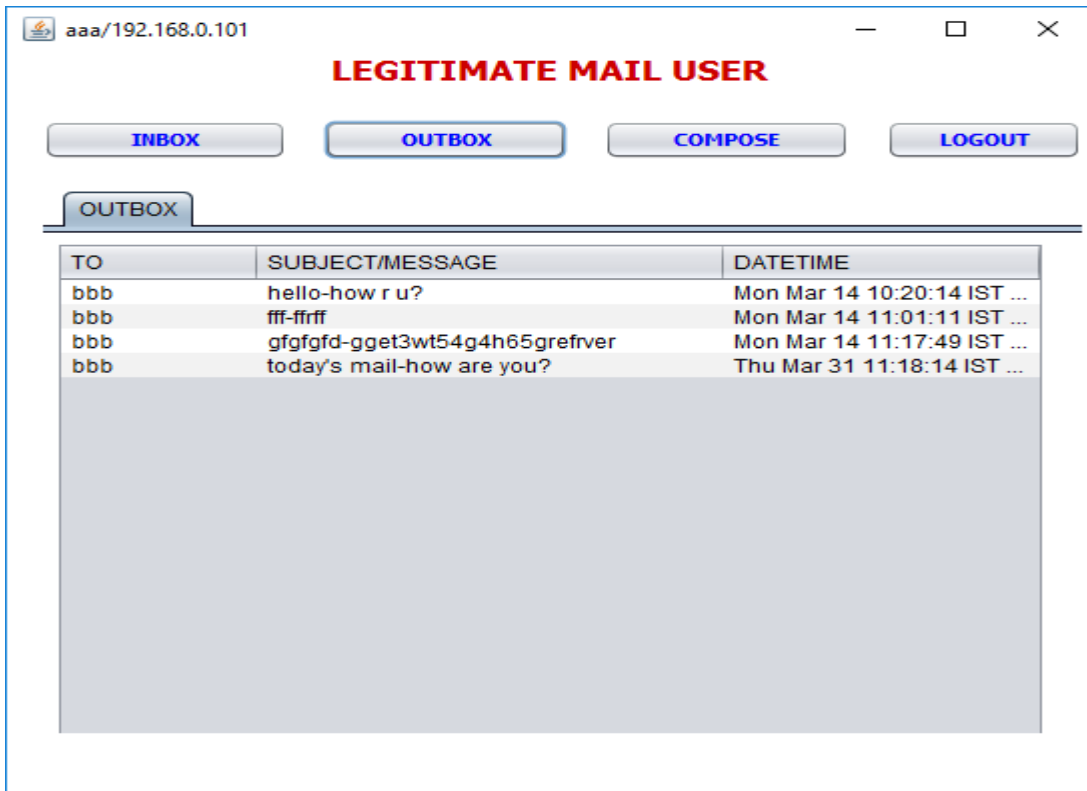 aaa/192.168.0.101
LEGITIMATE MAIL USER
INBOX OUTBOX COMPOSE LOGOUT
OUTBOX
TO SUBJECT/MESSAGE DATETIME
bbb hello-how r u? Mon Mar 14 10:20:14 IST ...
bbb fff-ffrff Mon Mar 14 11:01:11 IST ...
bbb gfgfgfd-gget3wt54g4h65grefrver Mon Mar 14 11:17:49 IST ...
bbb today's mail-how are you? Thu Mar 31 11:18:14 IST ...